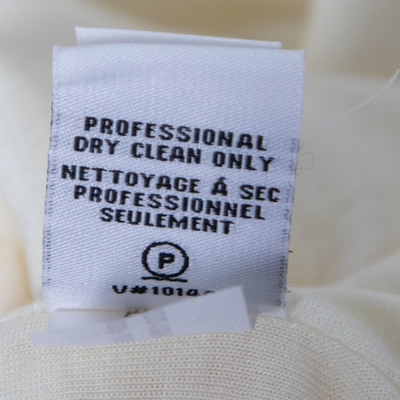 PROFESSIONAL
DRY CLEAN ONLY
NETTOYAGE Á SEC
PROFESSIONNEL
SEULEMENT
P